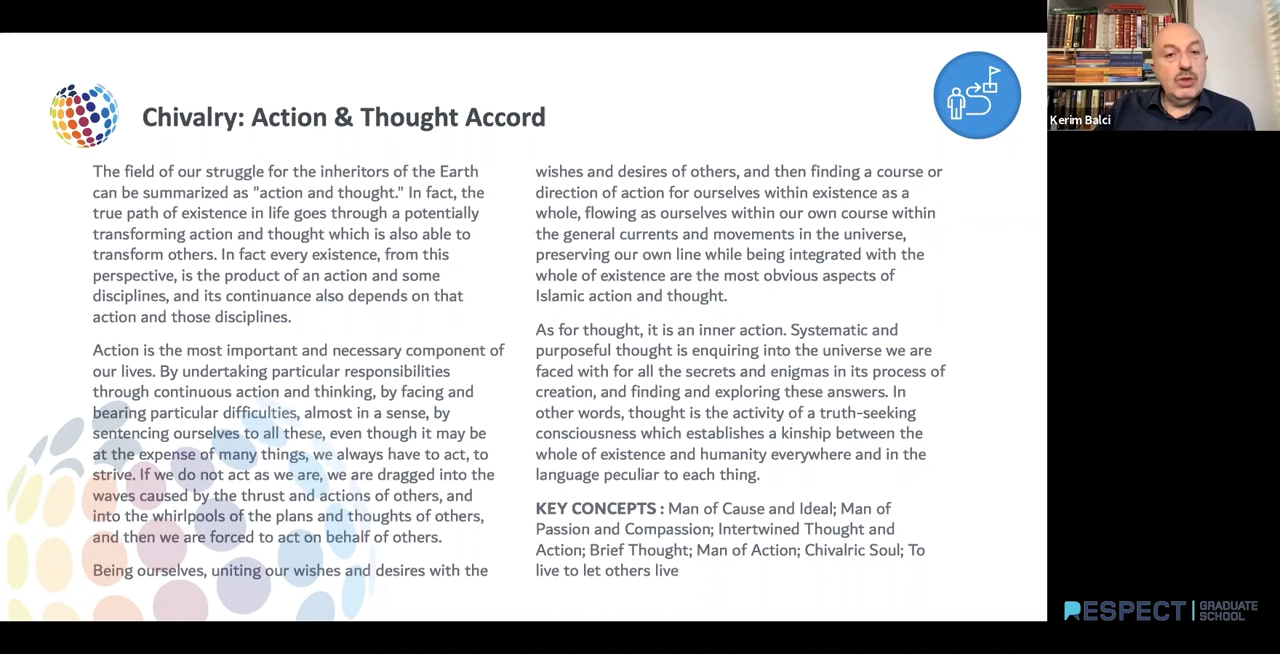 Chivalry: Action & Thought Accord
The field of our struggle for the inheritors of the Earth
can be summarized as "action and thought." In fact, the
true path of existence in life goes through a potentially
transforming action and thought which is also able to
transform others. In fact every existence, from this
perspective, is the product of an action and some
disciplines, and its continuance also depends on that
action and those disciplines.
Action is the most important and necessary component of
our lives. By undertaking particular responsibilities
through continuous action and thinking, by facing and
bearing particular difficulties, almost in a sense, by
sentencing ourselves to all these, even though it may be
at the expense of many things, we always have to act, to
strive. If we do not act as we are, we are dragged into the
waves caused by the thrust and actions of others, and
into the whirlpools of the plans and thoughts of others,
and then we are forced to act on behalf of others.
Being ourselves, uniting our wishes and desires with the
wishes and desires of others, and then finding a course or
direction of action for ourselves within existence as a
whole, flowing as ourselves within our own course within
the general currents and movements in the universe,
preserving our own line while being integrated with the
whole of existence are the most obvious aspects of
Islamic action and thought.
As for thought, it is an inner action. Systematic and
purposeful thought is enquiring into the universe we are
faced with for all the secrets and enigmas in its process of
creation, and finding and exploring these answers. In
other words, thought is the activity of a truth-seeking
consciousness which establishes a kinship between the
whole of existence and humanity everywhere and in the
language peculiar to each thing.
KEY CONCEPTS : Man of Cause and Ideal; Man of
Passion and Compassion; Intertwined Thought and
Action; Brief Thought; Man of Action; Chivalric Soul; To
live to let others live
Kerim Balci
RESPECT
GRADUATE
SCHOOL